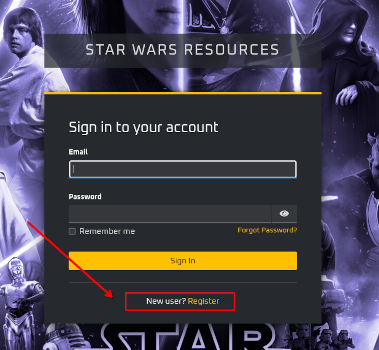 STAR WARS RESOURCES
Sign in to your account
Email
Password
Remember me
Forgot Password?
Sign In
New user? Register
STAR